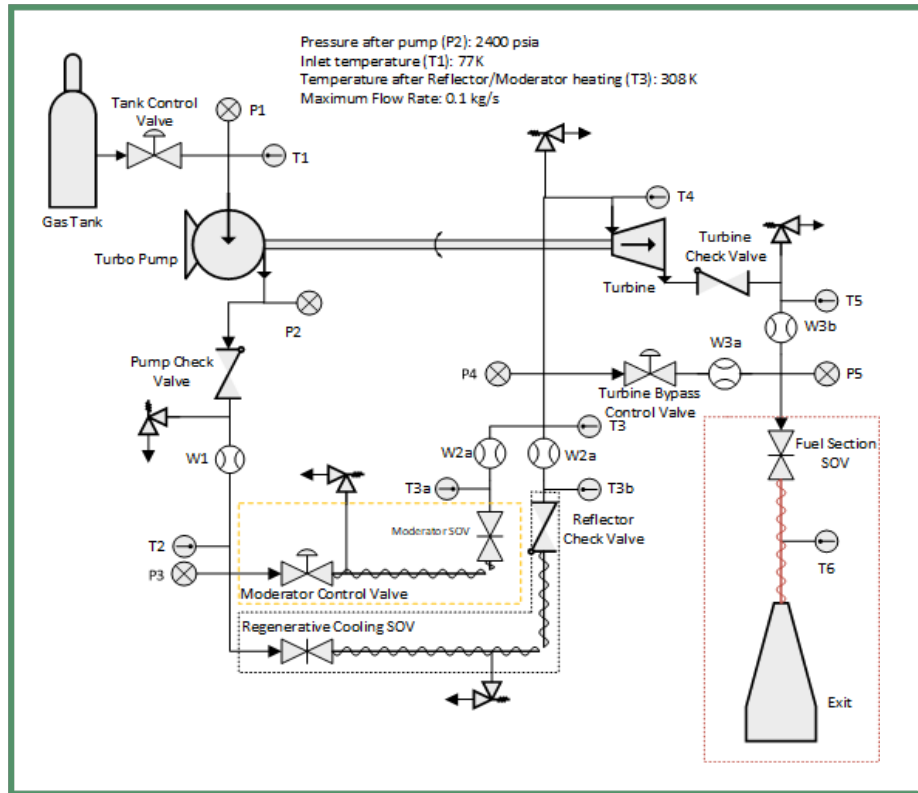 Pressure after pump (P2): 2400 psia
Inlet temperature (T1): 77K
Temperature after Reflector/Moderator heating (T3): 308 K
Maximum Flow Rate: 0.1 kg/s
Tank Control
Valve
P1
T1
Gas Tank
T4
Turbo Pump
Turbine
Turbine
Check Valve
T5
P2
W3b
W3a
Pump Check
Valve
P4
P5
Turbine Bypass
Control Valve
T3
W1
W2a
W2a
Fuel Section
SOV
T3a
T3b
Moderator SOV
Reflector
Check Valve
T2
P3
T6
Moderator Control Valve
Regenerative Cooling SOV
Exit